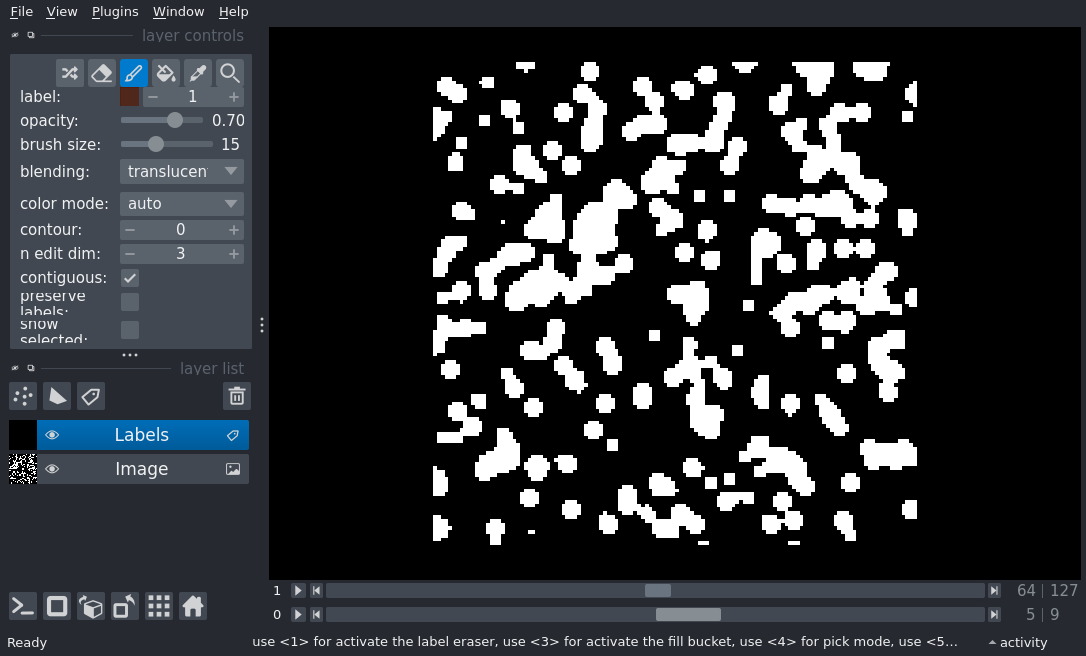 File View Plugins Window Help
layer controls
label: 1
opacity: 0.70
brush size: 15
blending: translucen
color mode: auto
contour: 0
n edit dim: 3
contiguous:
preserve
labels:
show
selected:
layer list
Labels
Image
1 64 127
0 5 9
Ready use <1> for activate the label eraser, use <3> for activate the fill bucket, use <4> for pick mode, use <5... activity